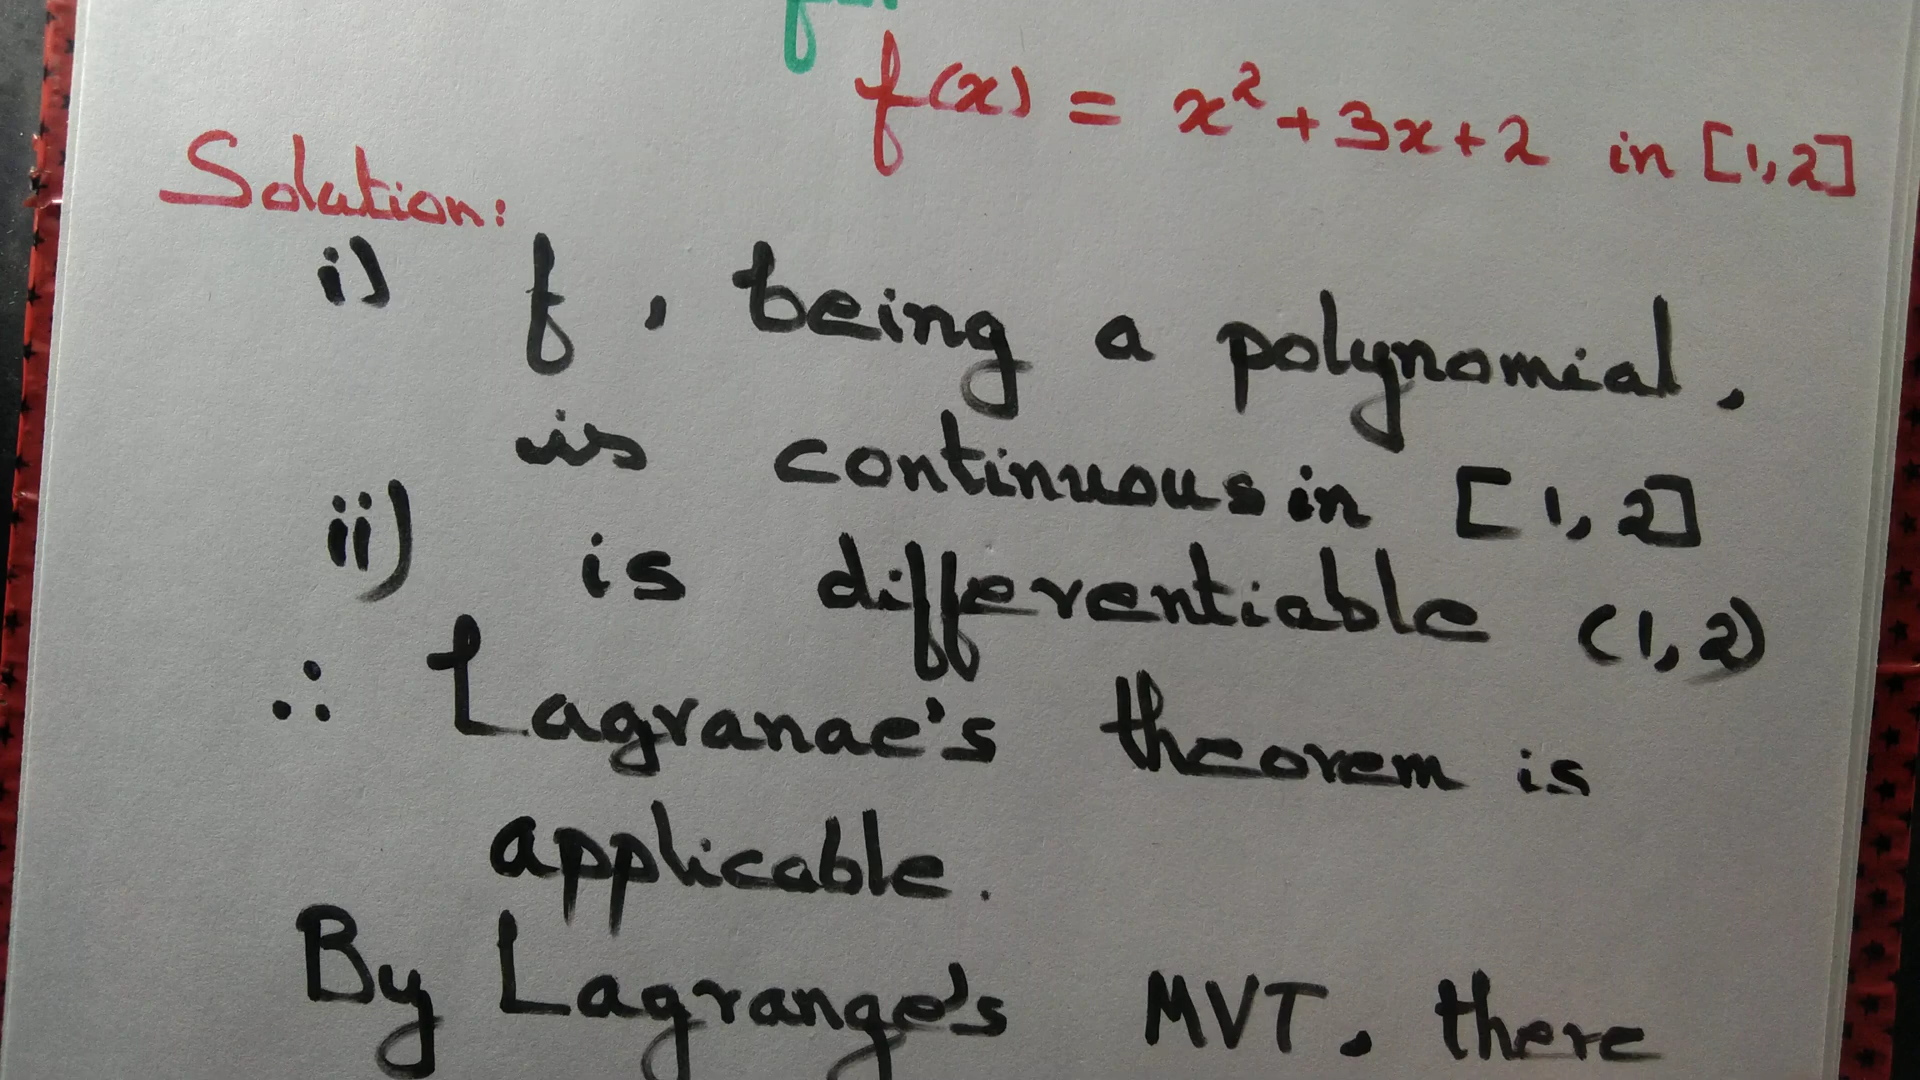 f(x) = x² + 3x + 2 in [1,2]
Solution:
i) f, being a polynomial,
is continuous in [1, 2]
ii) is differentiable (1, 2)
∴ Lagranae's theorem is
applicable.
By Lagrange's MVT, there